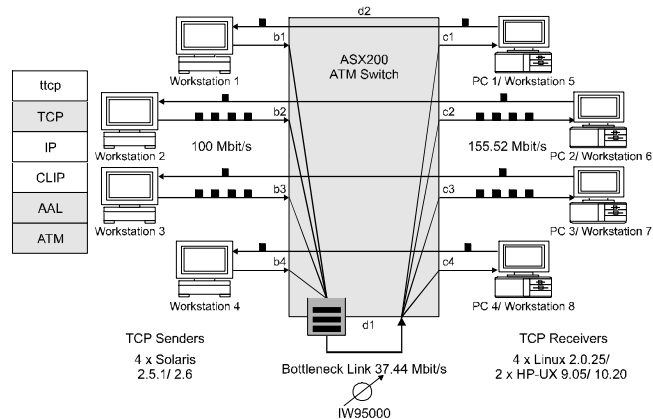 d2
b1
c1
ASX200
ATM Switch
Workstation 1
PC 1/ Workstation 5
ttcp
TCP
IP
CLIP
AAL
ATM
b2
c2
100 Mbit/s
155.52 Mbit/s
Workstation 2
PC 2/ Workstation 6
b3
c3
Workstation 3
PC 3/ Workstation 7
b4
c4
Workstation 4
PC 4/ Workstation 8
d1
TCP Senders
4 x Solaris
2.5.1/ 2.6
Bottleneck Link 37.44 Mbit/s
IW95000
TCP Receivers
4 x Linux 2.0.25/
2 x HP-UX 9.05/ 10.20